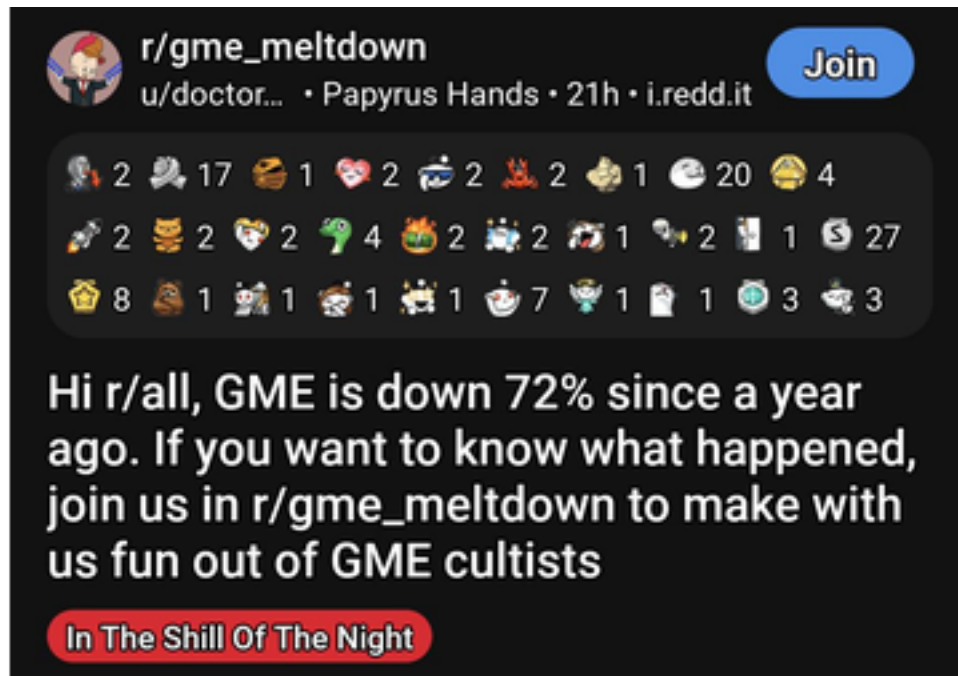 r/gme_meltdown
Join
u/doctor... • Papyrus Hands • 21h • i.redd.it
2 17 1 2 2 2 1 20 4
2 2 2 4 2 2 1 2 1 S 27
8 1 1 1 1 7 1 1 3 3
Hi r/all, GME is down 72% since a year
ago. If you want to know what happened,
join us in r/gme_meltdown to make with
us fun out of GME cultists
In The Shill Of The Night